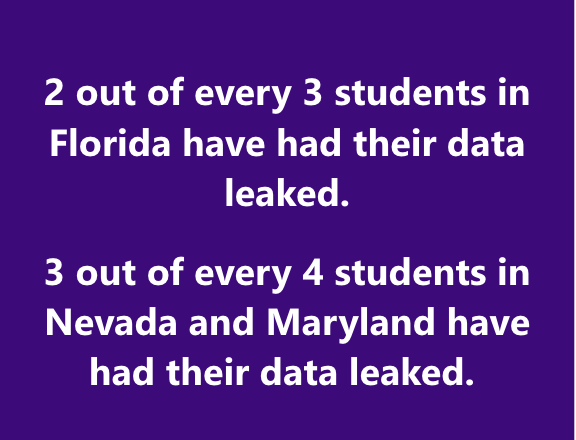 2 out of every 3 students in
Florida have had their data
leaked.
3 out of every 4 students in
Nevada and Maryland have
had their data leaked.